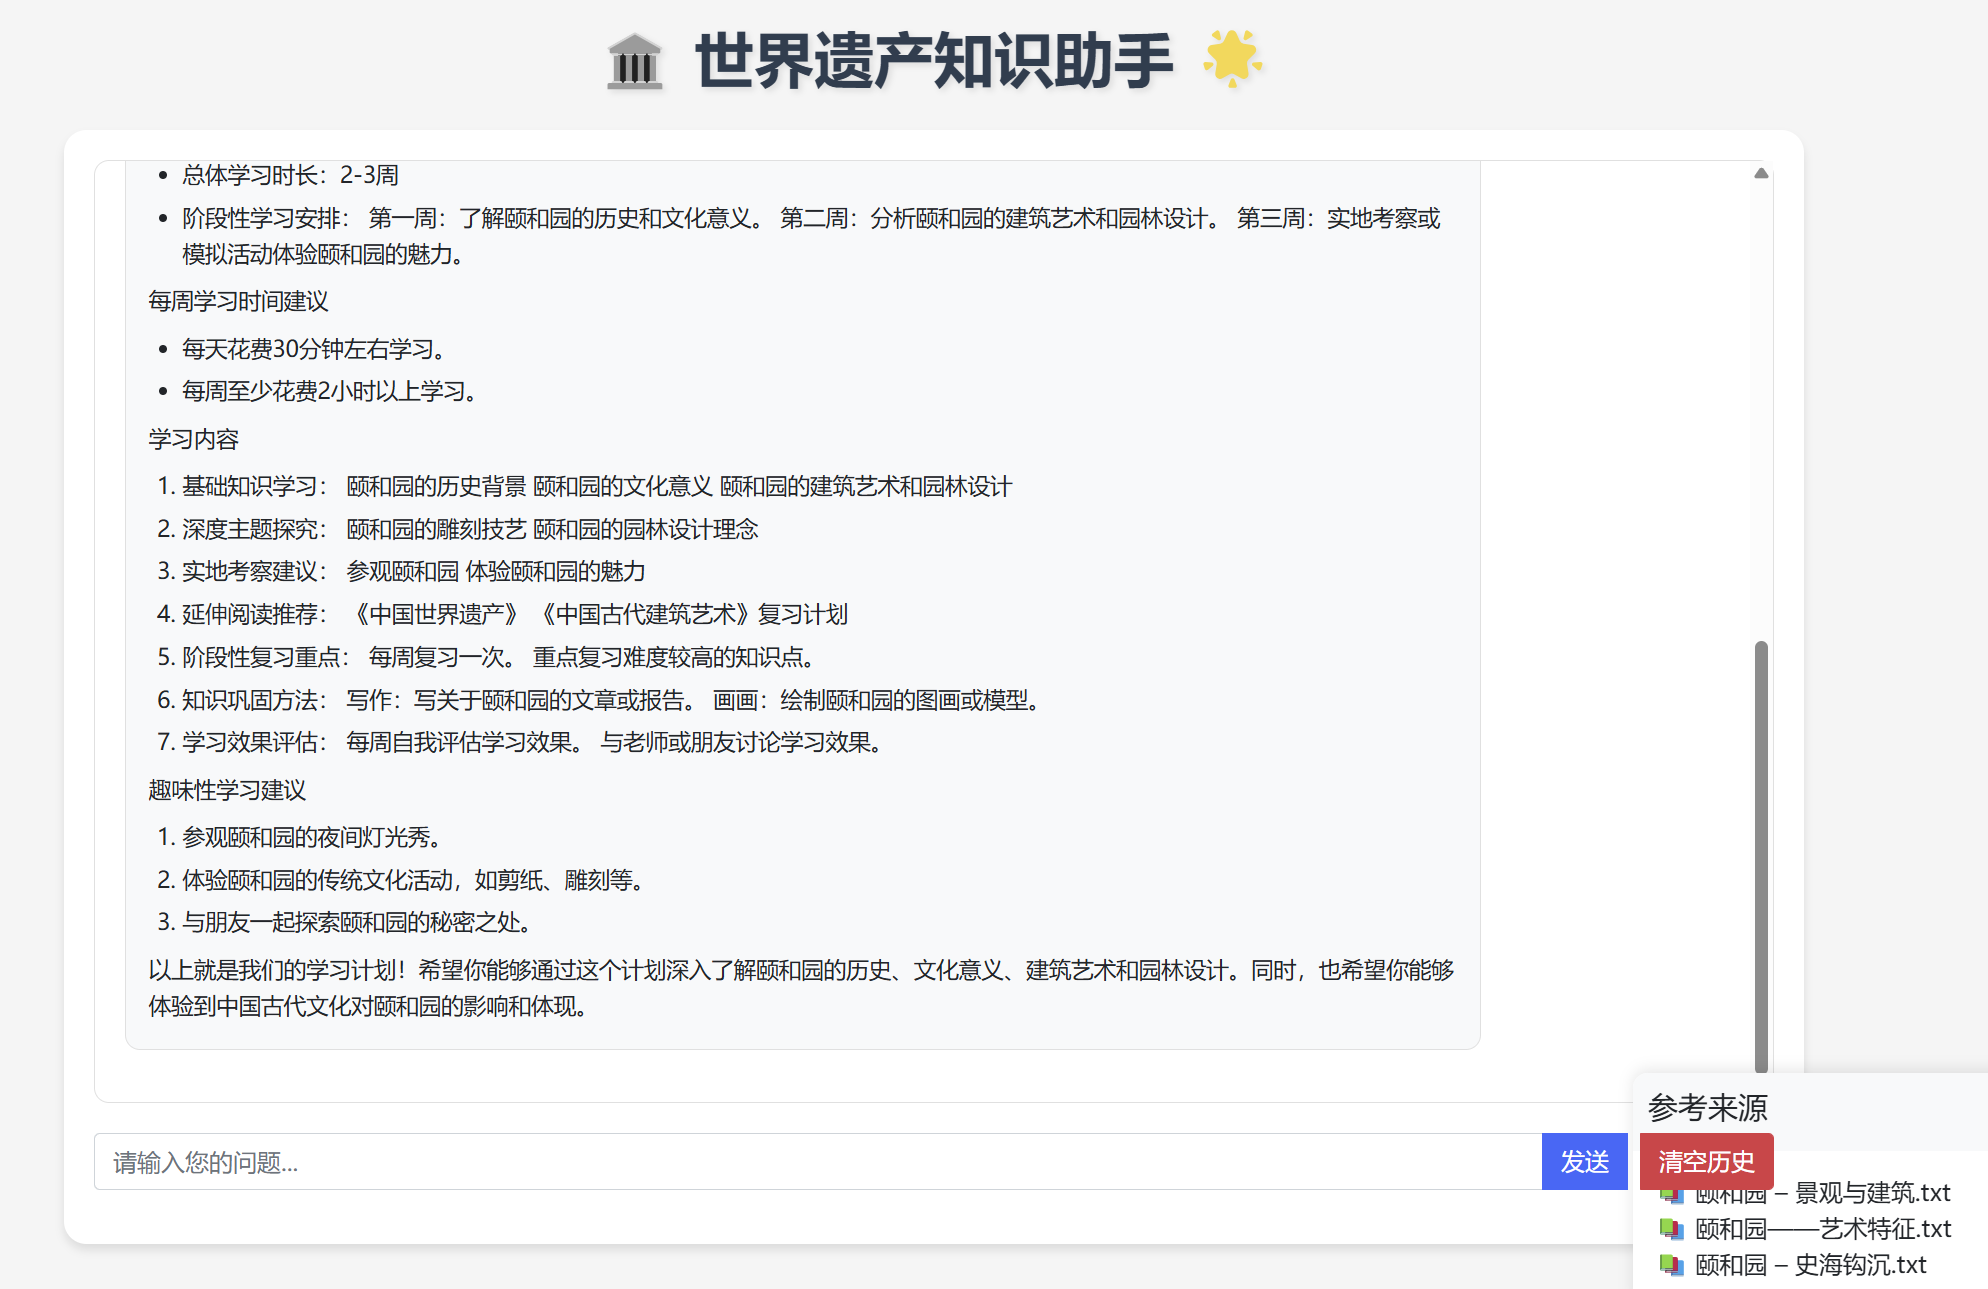 世界遗产知识助手
总体学习时长：2-3周
阶段性学习安排： 第一周：了解颐和园的历史和文化意义。 第二周：分析颐和园的建筑艺术和园林设计。 第三周：实地考察或
模拟活动体验颐和园的魅力。
每周学习时间建议
每天花费30分钟左右学习。
每周至少花费2小时以上学习。
学习内容
1. 基础知识学习： 颐和园的历史背景 颐和园的文化意义 颐和园的建筑艺术和园林设计
2. 深度主题探究： 颐和园的雕刻技艺 颐和园的园林设计理念
3. 实地考察建议： 参观颐和园 体验颐和园的魅力
4. 延伸阅读推荐： 《中国世界遗产》 《中国古代建筑艺术》复习计划
5. 阶段性复习重点： 每周复习一次。 重点复习难度较高的知识点。
6. 知识巩固方法： 写作：写关于颐和园的文章或报告。 画画：绘制颐和园的图画或模型。
7. 学习效果评估： 每周自我评估学习效果。 与老师或朋友讨论学习效果。
趣味性学习建议
1. 参观颐和园的夜间灯光秀。
2. 体验颐和园的传统文化活动，如剪纸、雕刻等。
3. 与朋友一起探索颐和园的秘密之处。
以上就是我们的学习计划！希望你能够通过这个计划深入了解颐和园的历史、文化意义、建筑艺术和园林设计。同时，也希望你能够
体验到中国古代文化对颐和园的影响和体现。
请输入您的问题...
发送
参考来源
清空历史
颐和园 – 景观与建筑.txt
颐和园——艺术特征.txt
颐和园 – 史海钩沉.txt